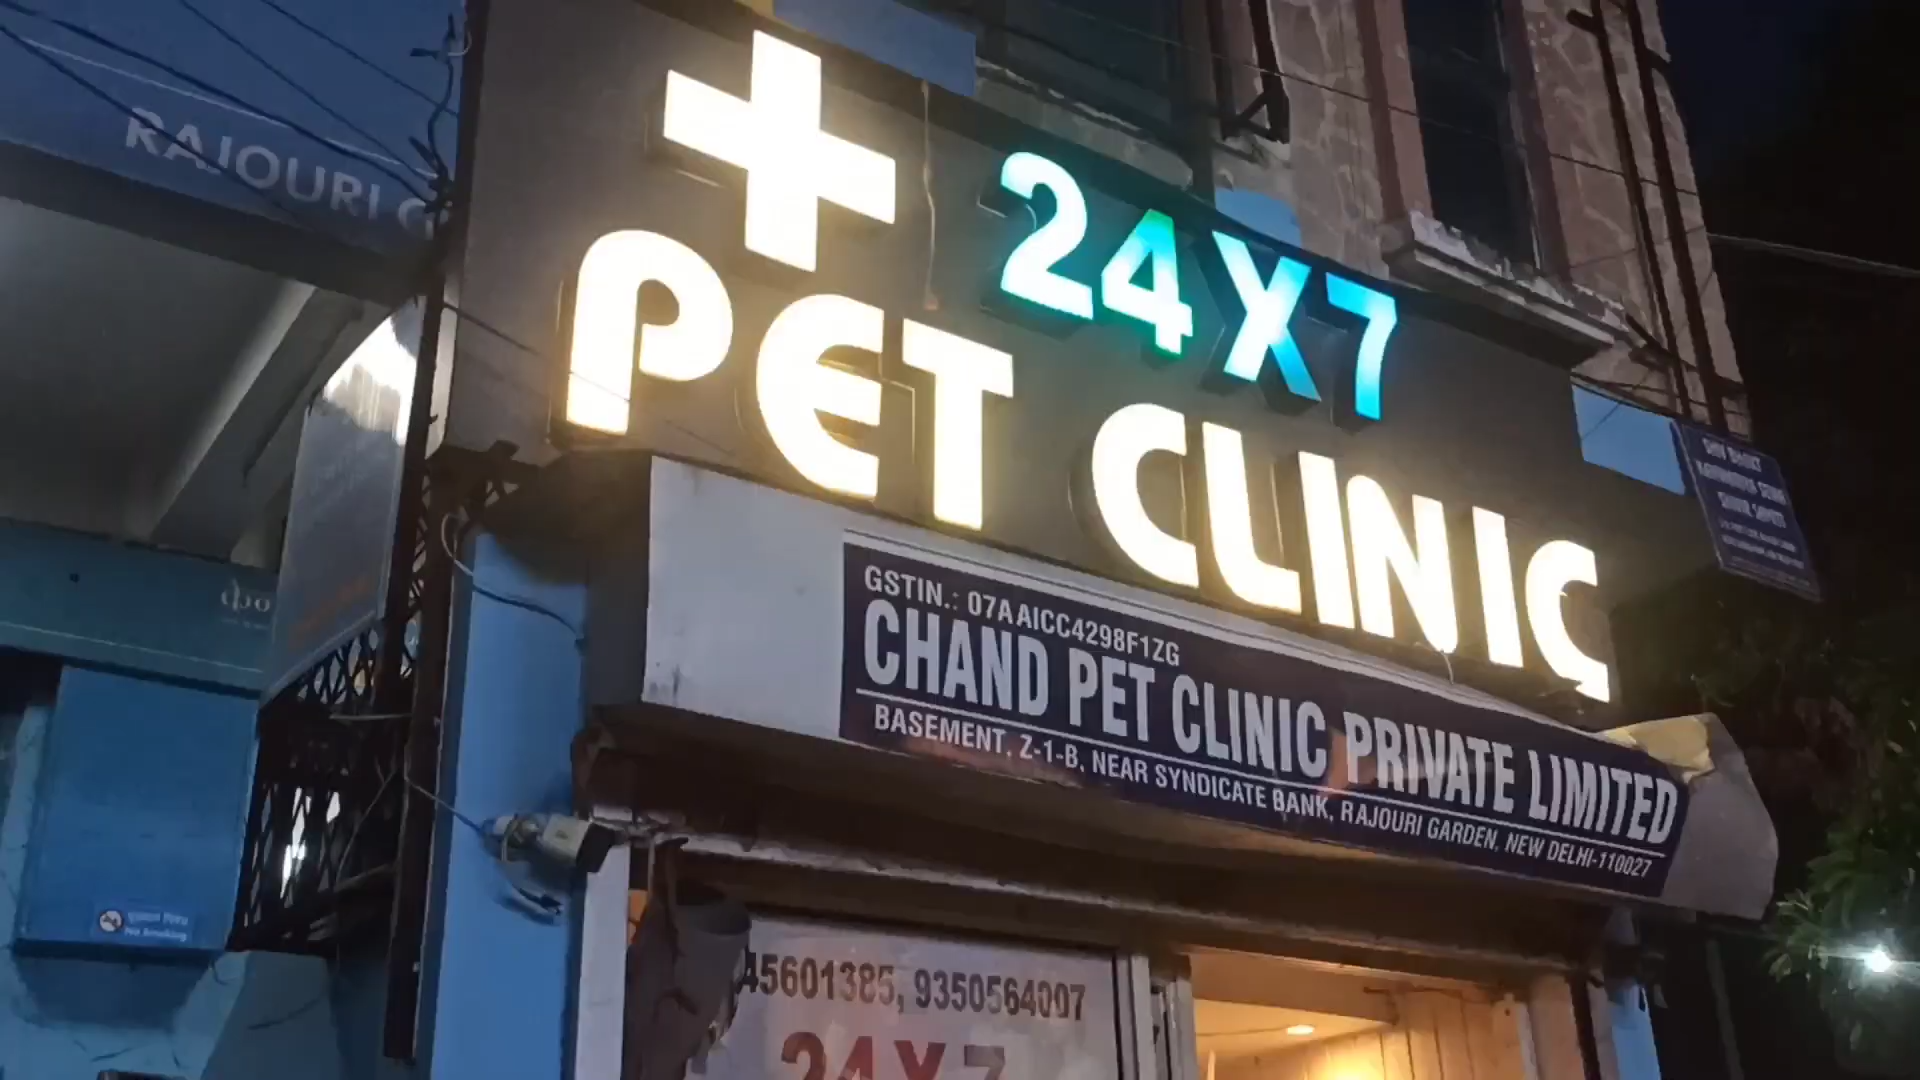 RAJOURI
24X7
PET CLINIC
GSTIN.: 07AAICC4298F1ZG
CHAND PET CLINIC PRIVATE LIMITED
BASEMENT, Z-1-B, NEAR SYNDICATE BANK, RAJOURI GARDEN, NEW DELHI-110027
45601385, 9350564007
24X7
No Smoking